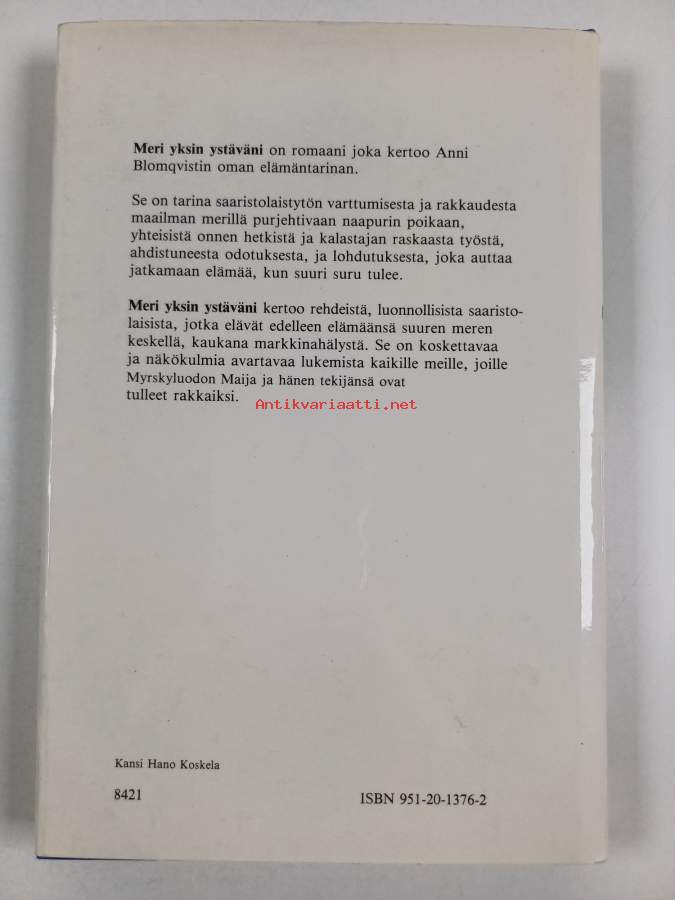 Meri yksin ystäväni on romaani joka kertoo Anni
Blomqvistin oman elämäntarinan.
Se on tarina saaristolaistytön varttumisesta ja rakkaudesta
maailman merillä purjehtivaan naapurin poikaan,
yhteisistä onnen hetkistä ja kalastajan raskaasta työstä,
ahdistuneesta odotuksesta, ja lohdutuksesta, joka auttaa
jatkamaan elämää, kun suuri suru tulee.
Meri yksin ystäväni kertoo rehdeistä, luonnollisista saaristo-
laisista, jotka elävät edelleen elämäänsä suuren meren
keskellä, kaukana markkinahälystä. Se on koskettavaa
ja näkökulmia avartavaa lukemista kaikille meille, joille
Myrskyluodon Maija ja hänen tekijänsä ovat
tulleet rakkaiksi.
Antikvariaatti.net
Kansi Hano Koskela
8421
ISBN 951-20-1376-2